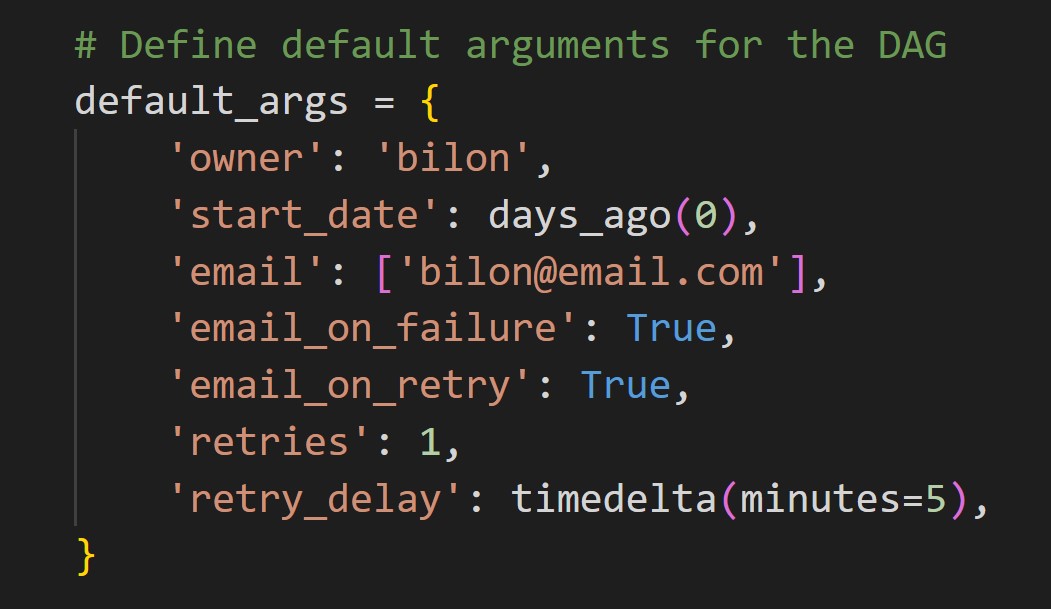 # Define default arguments for the DAG
default_args = {
    'owner': 'bilon',
    'start_date': days_ago(0),
    'email': ['bilon@email.com'],
    'email_on_failure': True,
    'email_on_retry': True,
    'retries': 1,
    'retry_delay': timedelta(minutes=5),
}